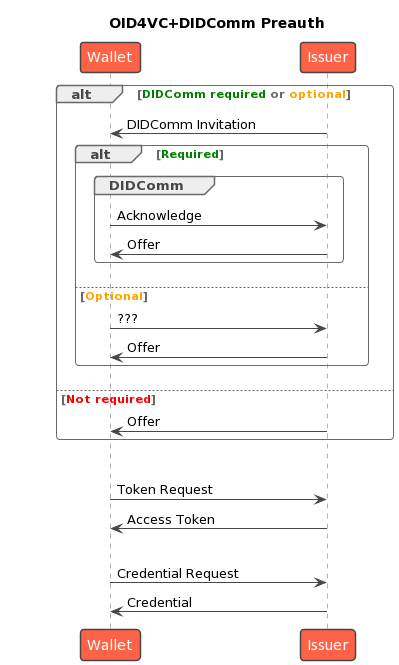 OID4VC+DIDComm Preauth
Wallet Issuer
alt [DIDComm required or optional]
DIDComm Invitation
alt [Required]
DIDComm
Acknowledge
Offer
[Optional]
???
Offer
[Not required]
Offer
Token Request
Access Token
Credential Request
Credential
Wallet Issuer